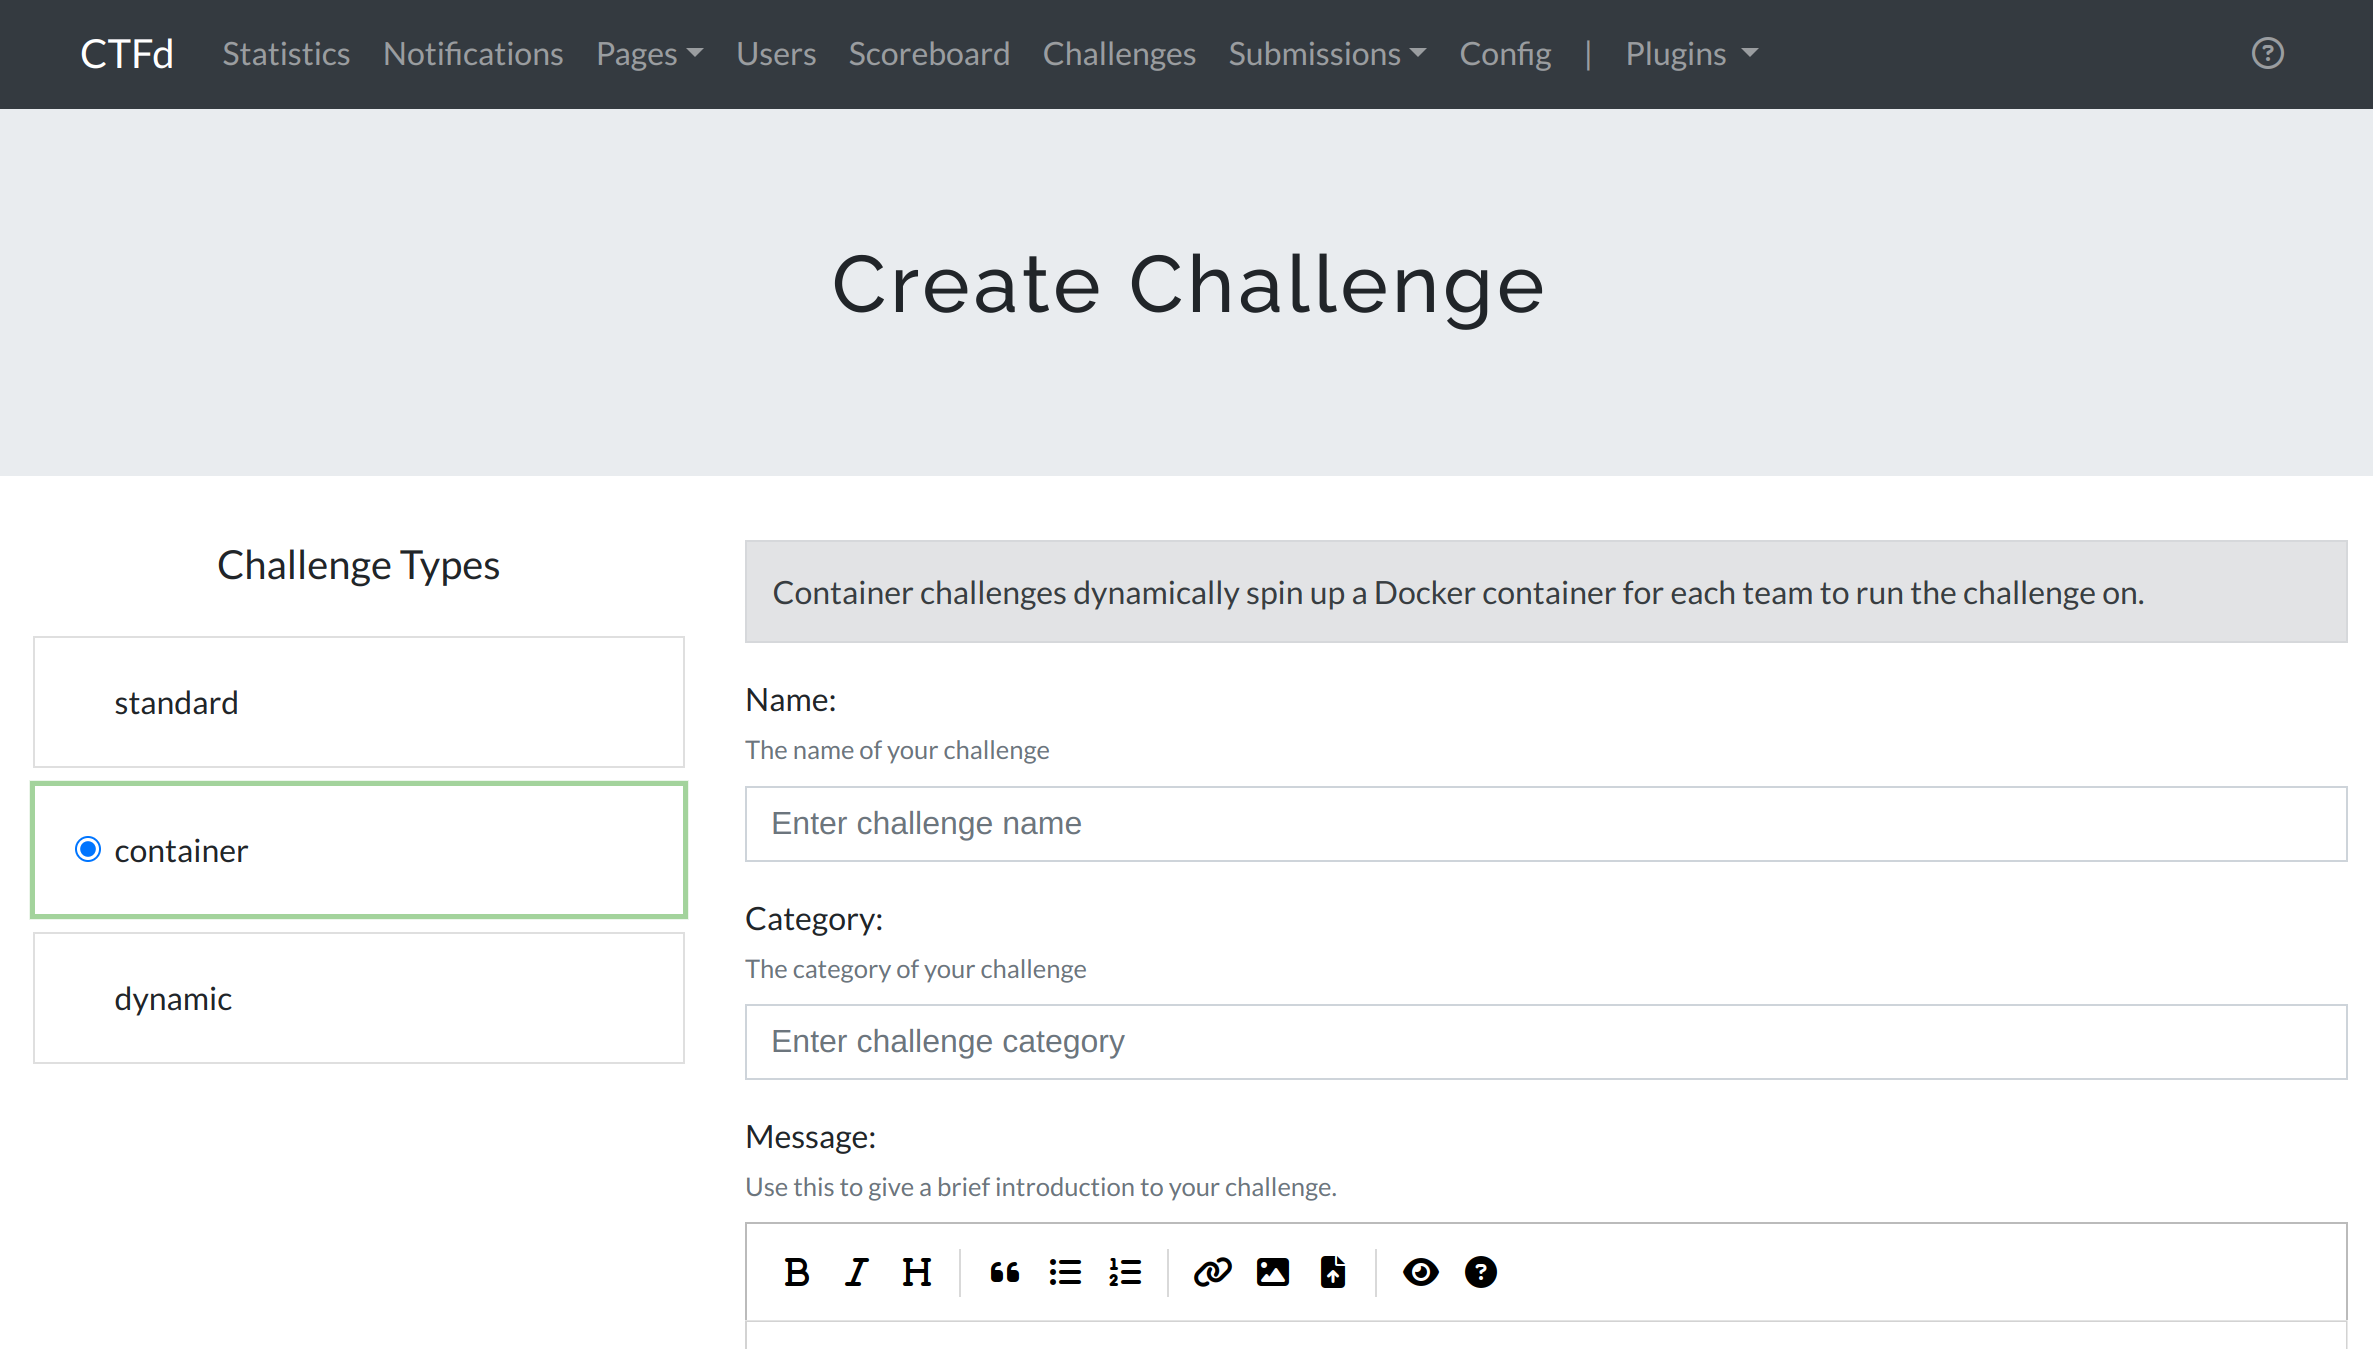 CTFd Statistics Notifications Pages Users Scoreboard Challenges Submissions Config | Plugins
Create Challenge
Challenge Types
standard
container
dynamic
Container challenges dynamically spin up a Docker container for each team to run the challenge on.
Name:
The name of your challenge
Enter challenge name
Category:
The category of your challenge
Enter challenge category
Message:
Use this to give a brief introduction to your challenge.
B I H